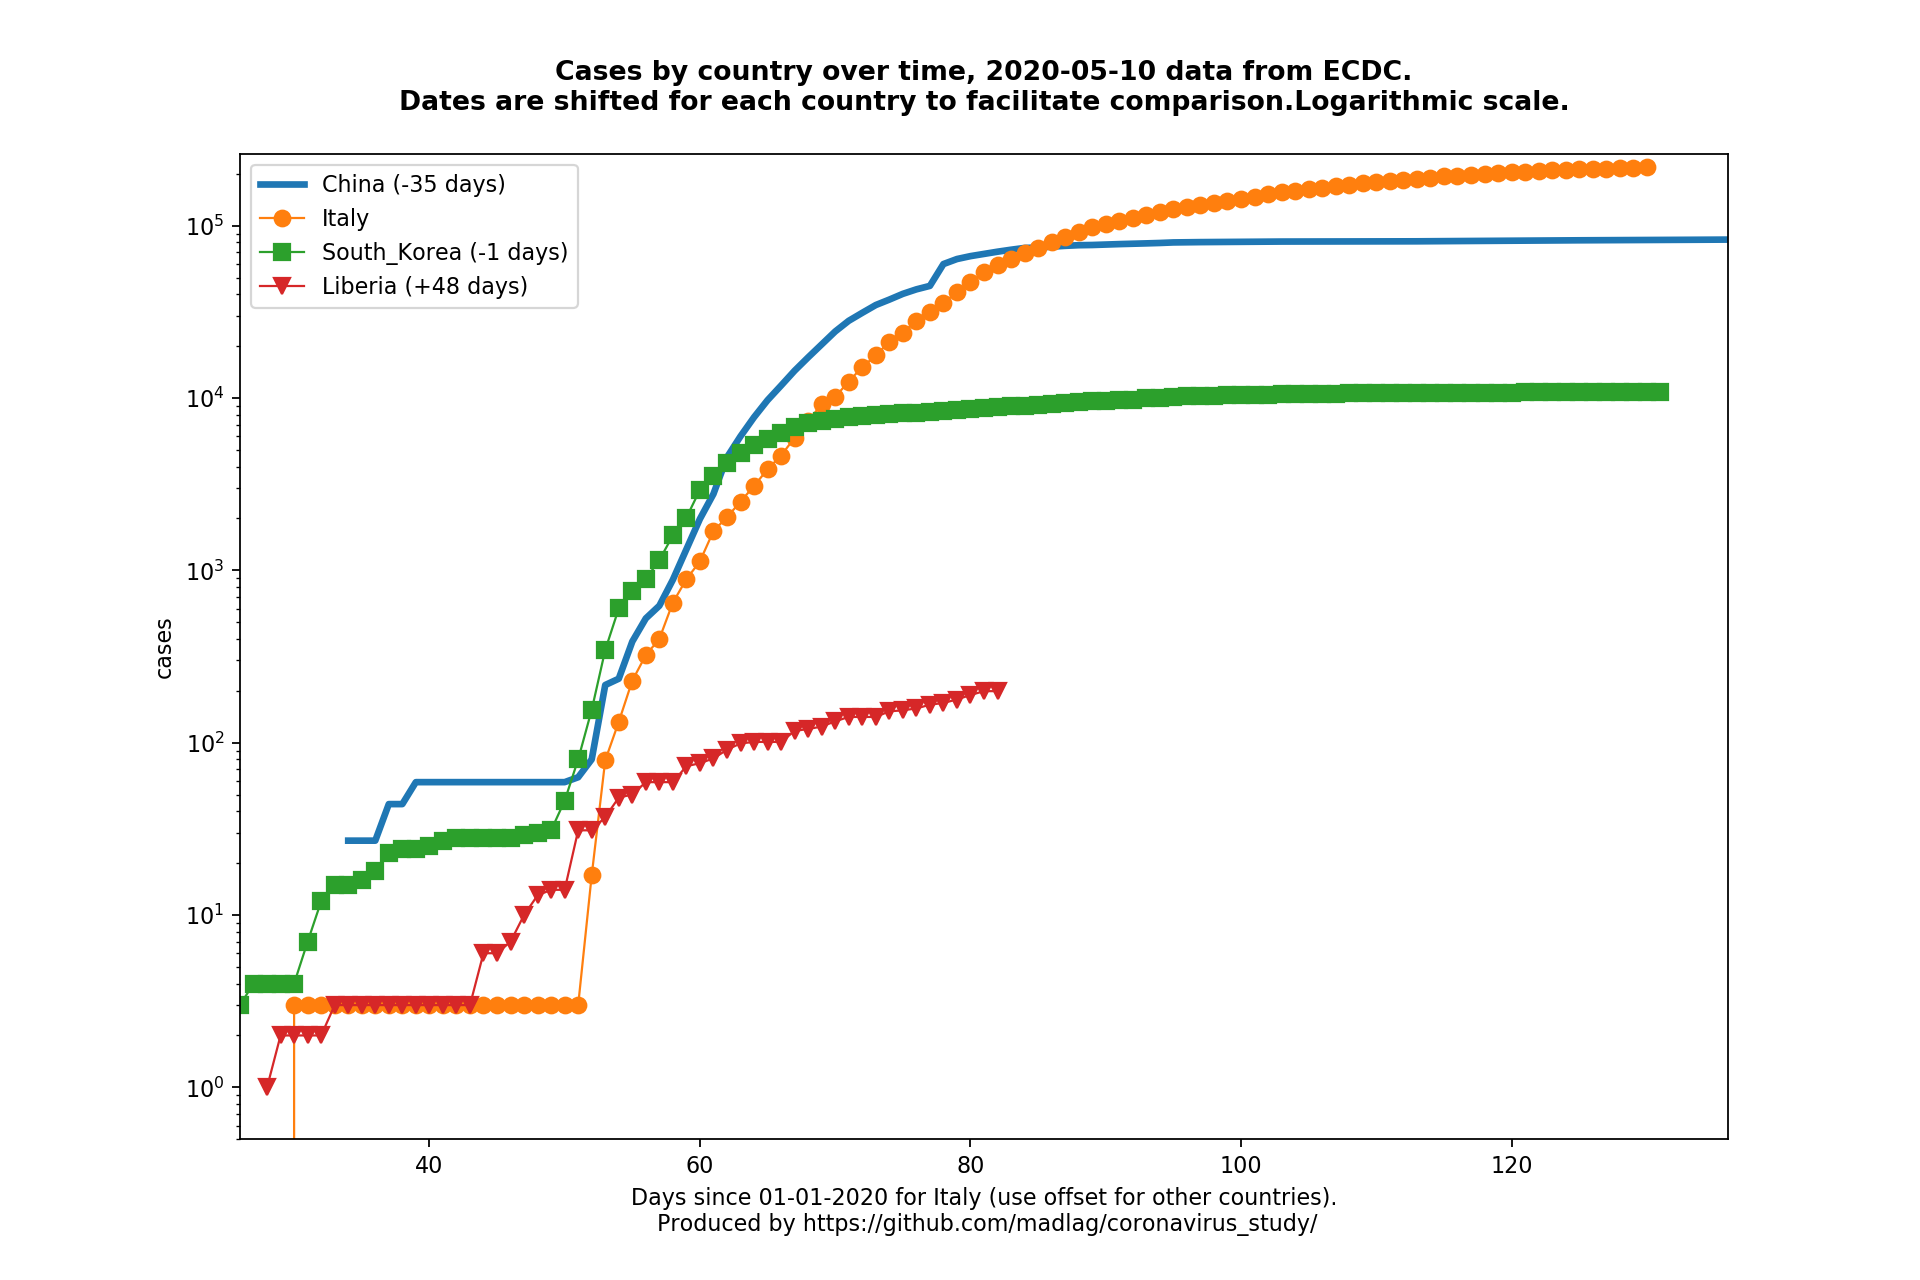 Cases by country over time, 2020-05-10 data from ECDC.
Dates are shifted for each country to facilitate comparison.Logarithmic scale.
China (-35 days)
Italy
South_Korea (-1 days)
Liberia (+48 days)
10^5
10^4
10^3
10^2
10^1
10^0
cases
40 60 80 100 120
Days since 01-01-2020 for Italy (use offset for other countries).
Produced by https://github.com/madlag/coronavirus_study/